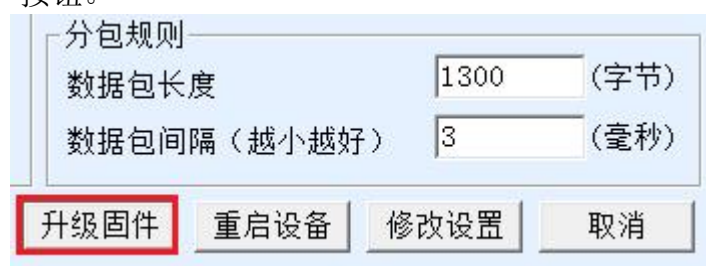 按钮。
分包规则
数据包长度 1300 (字节)
数据包间隔（越小越好） 3 (毫秒)
升级固件 重启设备 修改设置 取消